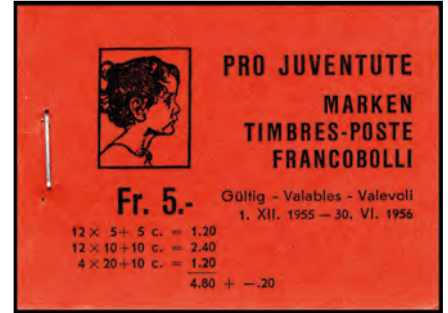 PRO JUVENTUTE
MARKEN
TIMBRES-POSTE
FRANCOBOLLI
Fr. 5.-
Gültig - Valables - Valevoli
1. XII. 1955 — 30. VI. 1956
12 × 5 + 5 c. = 1.20
12 × 10 + 10 c. = 2.40
4 × 20 + 10 c. = 1.20
4.80 + —.20